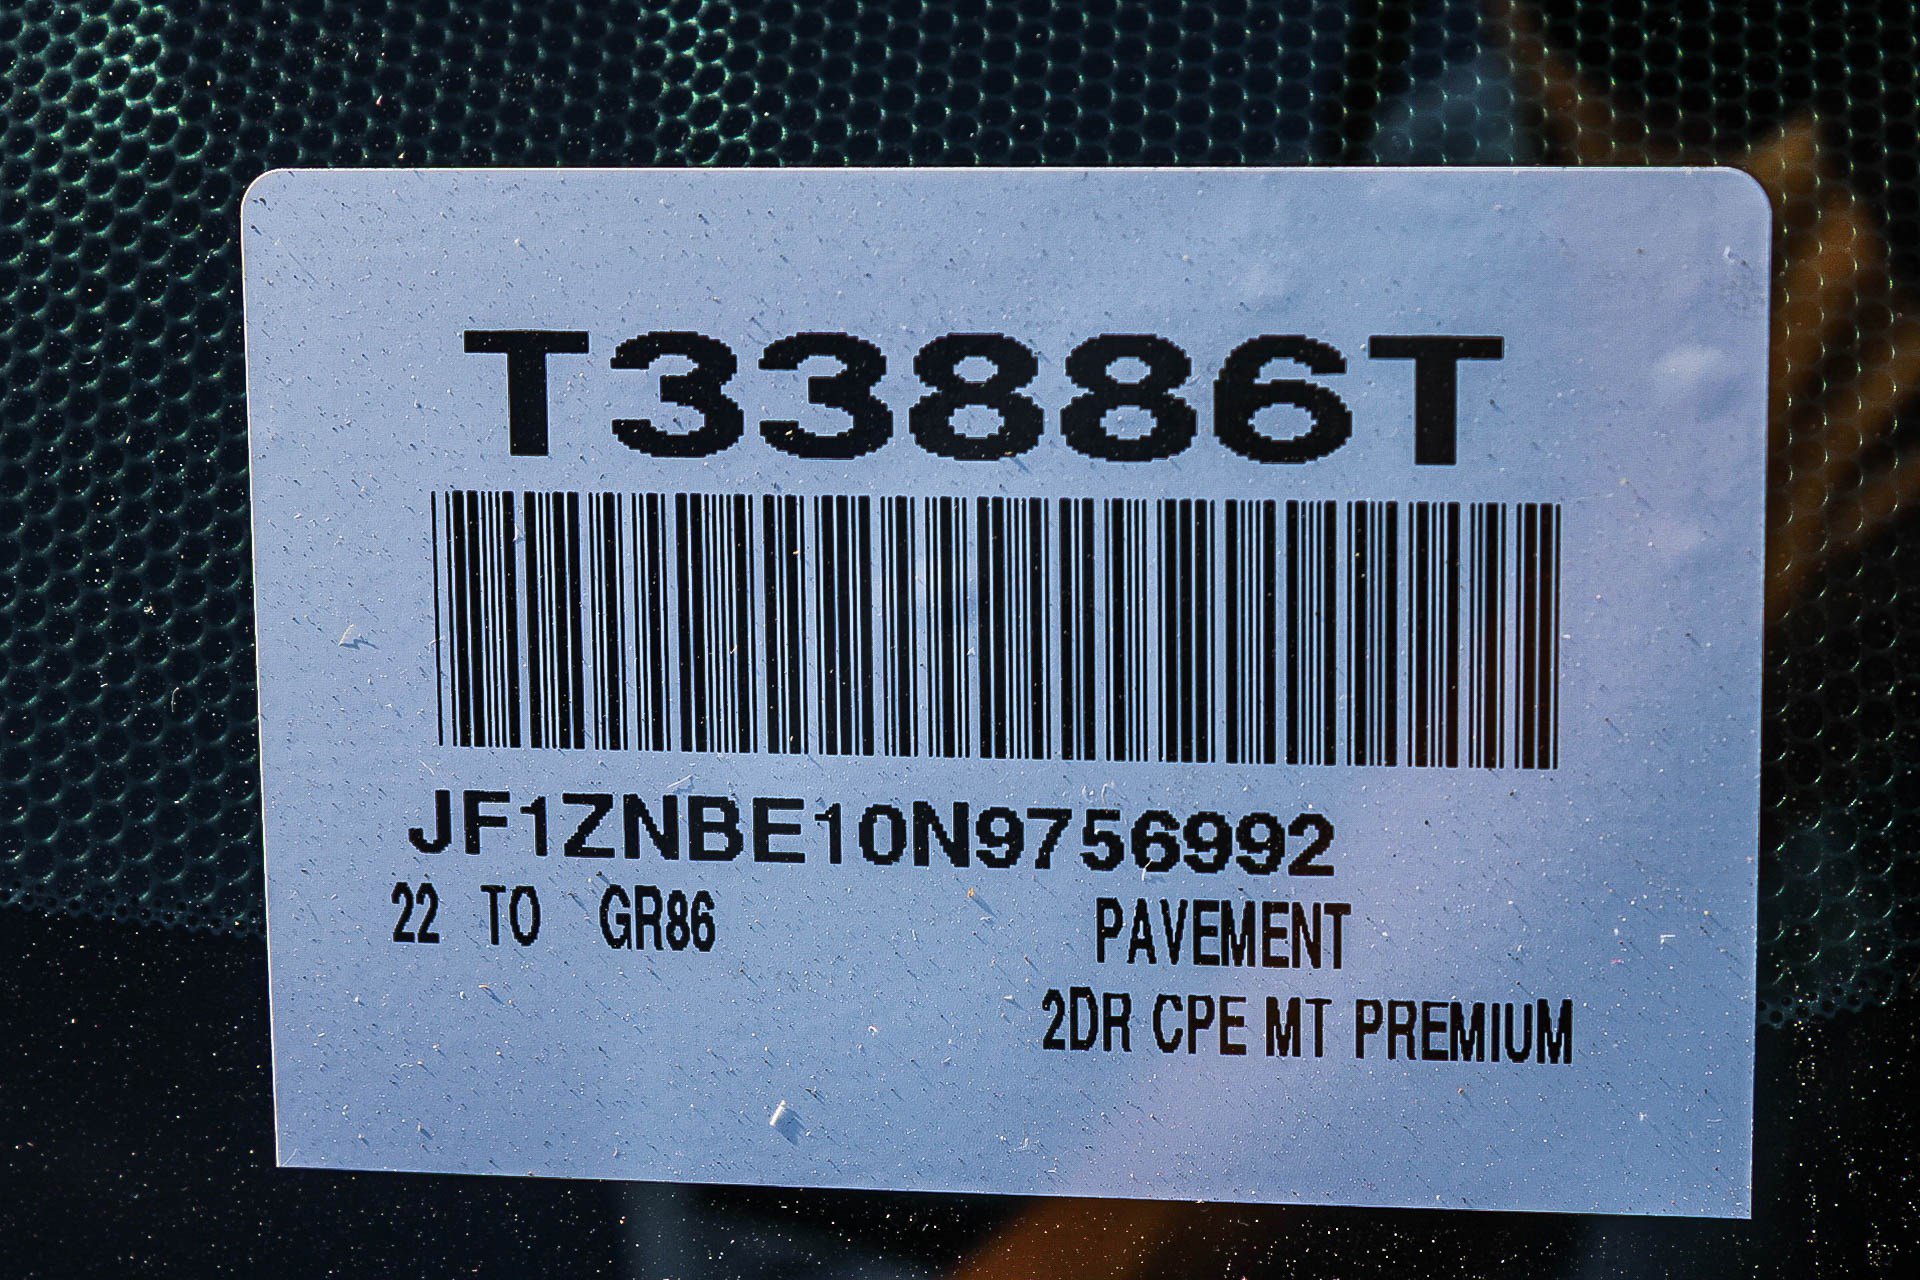 T33886T
JF1ZNBE10N9756992
22 TO GR86 PAVEMENT
2DR CPE MT PREMIUM